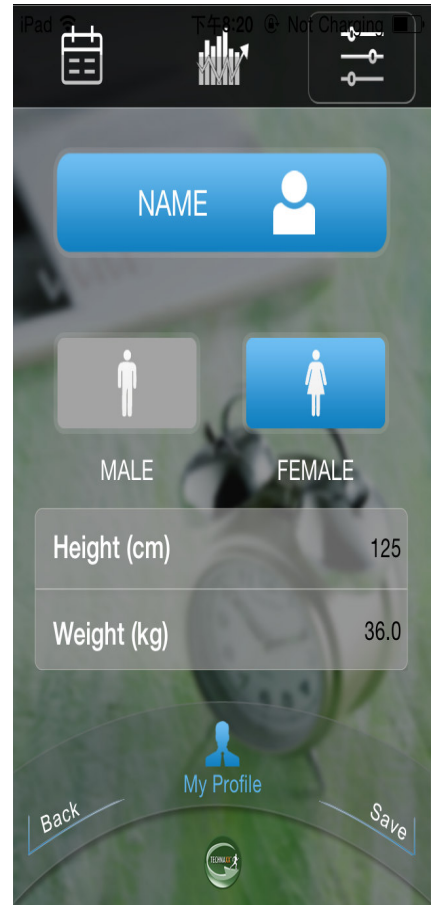 iPad 下午8:20 Not Charging
NAME
MALE FEMALE
Height (cm) 125
Weight (kg) 36.0
My Profile
Back Save
TECHNAXX